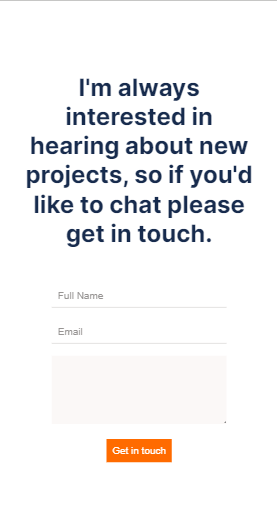 I'm always
interested in
hearing about new
projects, so if you'd
like to chat please
get in touch.
Full Name
Email
Get in touch